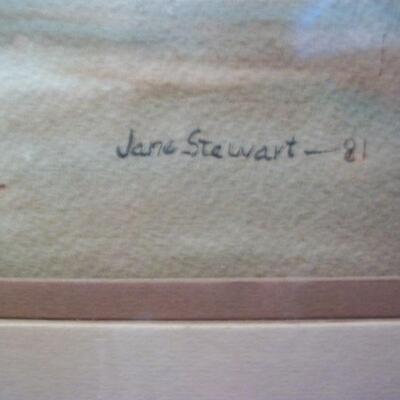 Jane Stewart — 81